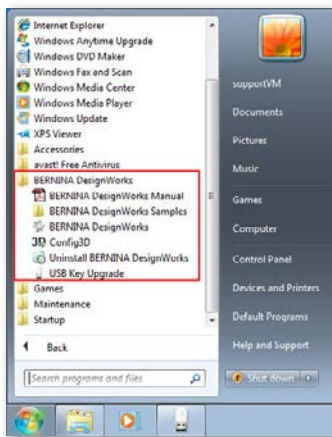 Internet Explorer
Windows Anytime Upgrade
Windows DVD Maker
Windows Fax and Scan
Windows Media Center
Windows Media Player
Windows Update
XPS Viewer
Accessories
avast! Free Antivirus
BERNINA DesignWorks
BERNINA DesignWorks Manual
BERNINA DesignWorks Samples
BERNINA DesignWorks
3D Config3D
Uninstall BERNINA DesignWorks
USB Key Upgrade
Games
Maintenance
Startup
Back
Search programs and files
supportVM
Documents
Pictures
Music
Games
Computer
Control Panel
Devices and Printers
Default Programs
Help and Support
Shut down